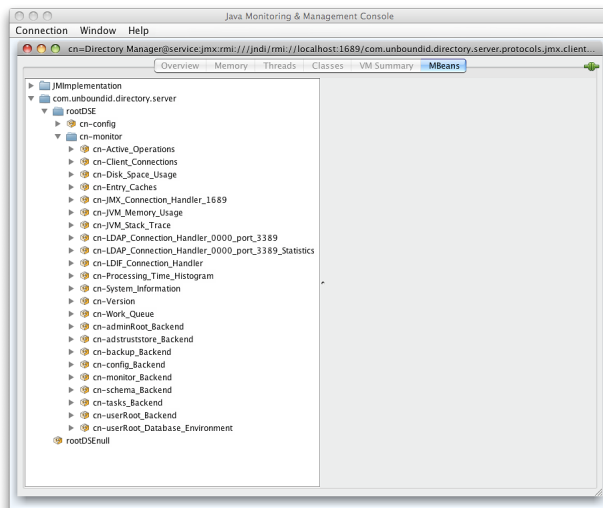 Java Monitoring & Management Console
Connection Window Help
cn=Directory Manager@service:jmx:rmi:///jndi/rmi://localhost:1689/com.unboundid.directory.server.protocols.jmx.client...
Overview Memory Threads Classes VM Summary MBeans
JMImplementation
com.unboundid.directory.server
rootDSE
cn-config
cn-monitor
cn-Active_Operations
cn-Client_Connections
cn-Disk_Space_Usage
cn-Entry_Caches
cn-JMX_Connection_Handler_1689
cn-JVM_Memory_Usage
cn-JVM_Stack_Trace
cn-LDAP_Connection_Handler_0000_port_3389
cn-LDAP_Connection_Handler_0000_port_3389_Statistics
cn-LDIF_Connection_Handler
cn-Processing_Time_Histogram
cn-System_Information
cn-Version
cn-Work_Queue
cn-adminRoot_Backend
cn-adstruststore_Backend
cn-backup_Backend
cn-config_Backend
cn-monitor_Backend
cn-schema_Backend
cn-tasks_Backend
cn-userRoot_Backend
cn-userRoot_Database_Environment
rootDSEnull